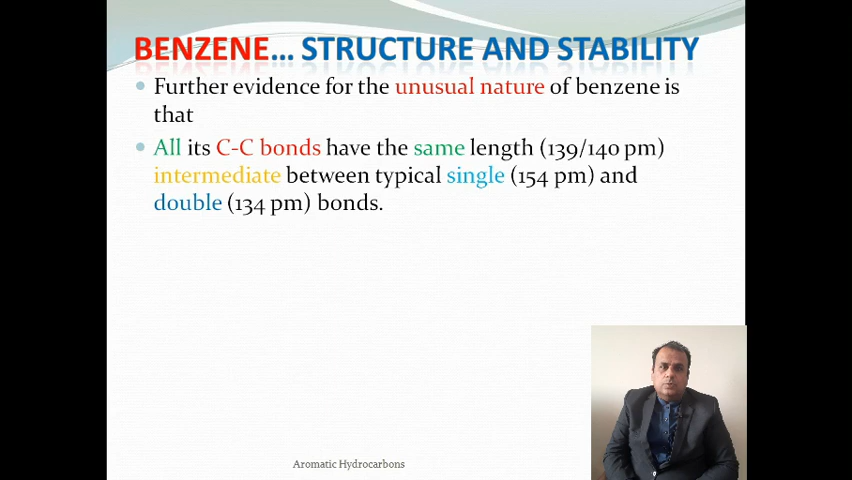 BENZENE... STRUCTURE AND STABILITY
Further evidence for the unusual nature of benzene is
that
All its C-C bonds have the same length (139/140 pm)
intermediate between typical single (154 pm) and
double (134 pm) bonds.
Aromatic Hydrocarbons